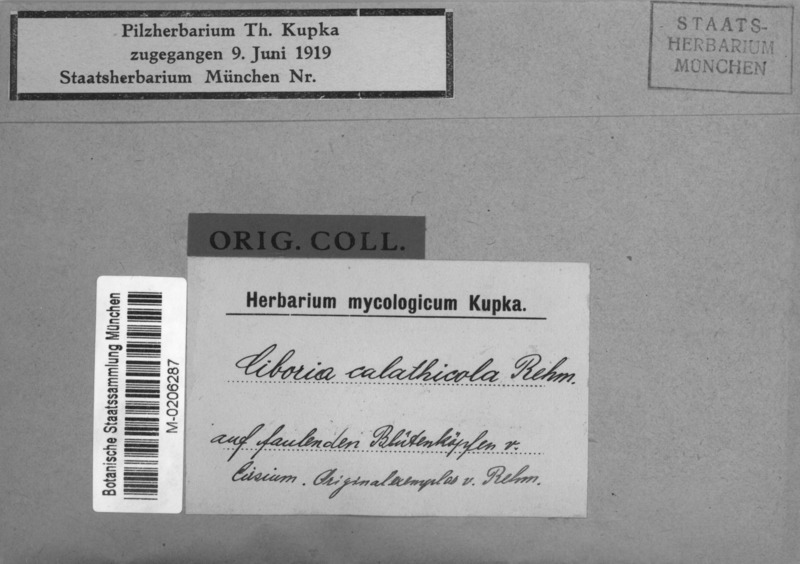 Pilzherbarium Th. Kupka
zugegangen 9. Juni 1919
Staatsherbarium München Nr.
STAATS-
HERBARIUM
MÜNCHEN
ORIG. COLL.
Herbarium mycologicum Kupka.
Ciboria calathicola Rehm.
auf faulenden Blütenköpfen v.
Cirsium. Originalexemplar v. Rehm.
Botanische Staatssammlung München
M-0206287